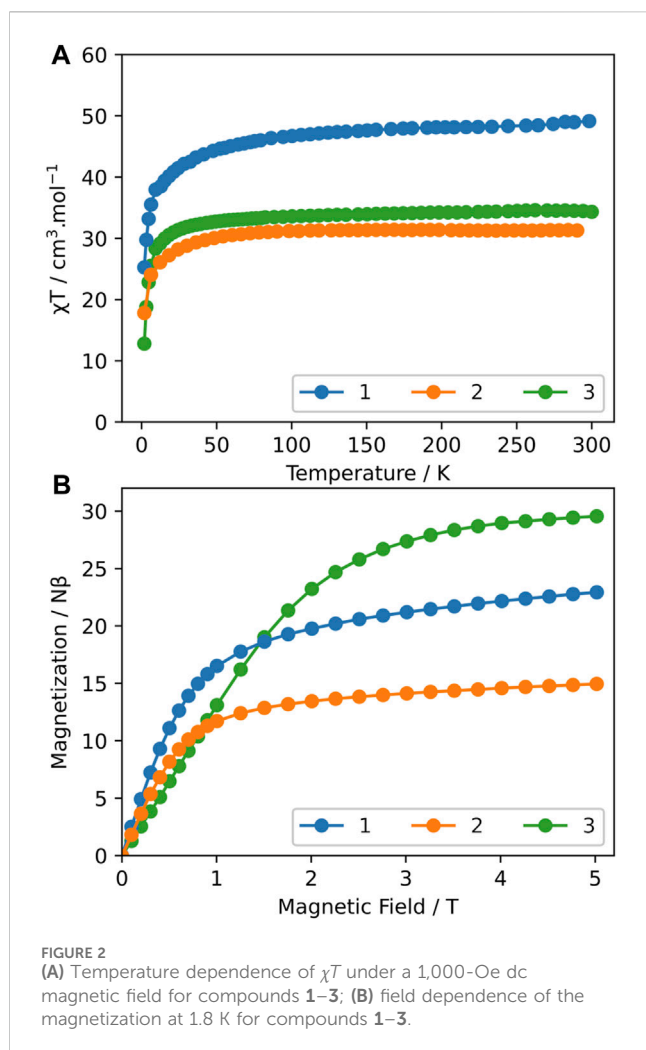 A
60
50
40
30
20
10
0
χT / cm³.mol⁻¹
1 2 3
0 50 100 150 200 250 300
Temperature / K
B
30
25
20
15
10
5
0
Magnetization / Nβ
1 2 3
0 1 2 3 4 5
Magnetic Field / T
FIGURE 2
(A) Temperature dependence of χT under a 1,000-Oe dc
magnetic field for compounds 1–3; (B) field dependence of the
magnetization at 1.8 K for compounds 1–3.